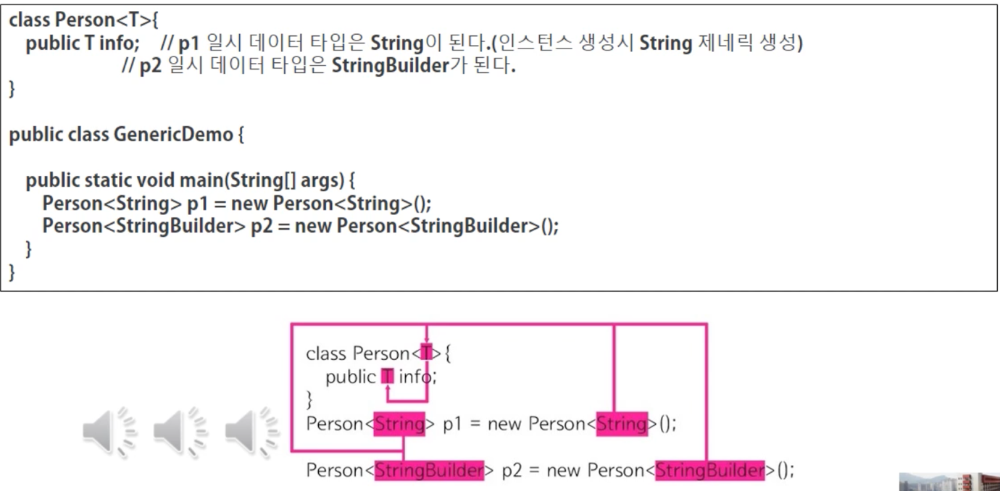 class Person<T>{
public T info; // p1 일시 데이터 타입은 String이 된다.(인스턴스 생성시 String 제네릭 생성)
// p2 일시 데이터 타입은 StringBuilder가 된다.
}
public class GenericDemo {
public static void main(String[] args) {
Person<String> p1 = new Person<String>();
Person<StringBuilder> p2 = new Person<StringBuilder>();
}
}
class Person<T>{
public T info;
}
Person<String> p1 = new Person<String>();
Person<StringBuilder> p2 = new Person<StringBuilder>();